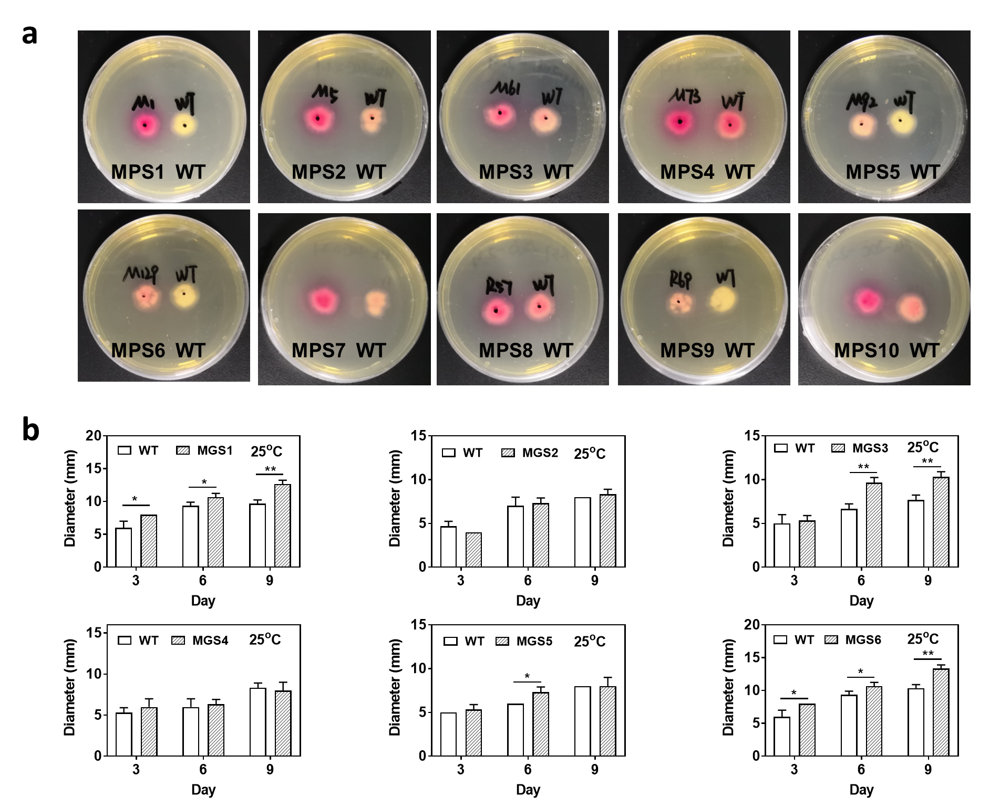 a
M1 WT
MPS1 WT
M5 WT
MPS2 WT
M61 WT
MPS3 WT
M73 WT
MPS4 WT
M92 WT
MPS5 WT
M129 WT
MPS6 WT
MPS7 WT
R57 WT
MPS8 WT
R69 WT
MPS9 WT
MPS10 WT
b
WT MGS1 25°C
Diameter (mm)
20
15
10
5
0
*
*
**
3 6 9
Day
WT MGS2 25°C
Diameter (mm)
15
10
5
0
3 6 9
Day
WT MGS3 25°C
Diameter (mm)
15
10
5
0
**
**
3 6 9
Day
WT MGS4 25°C
Diameter (mm)
15
10
5
0
3 6 9
Day
WT MGS5 25°C
Diameter (mm)
15
10
5
0
*
3 6 9
Day
WT MGS6 25°C
Diameter (mm)
20
15
10
5
0
*
*
**
3 6 9
Day